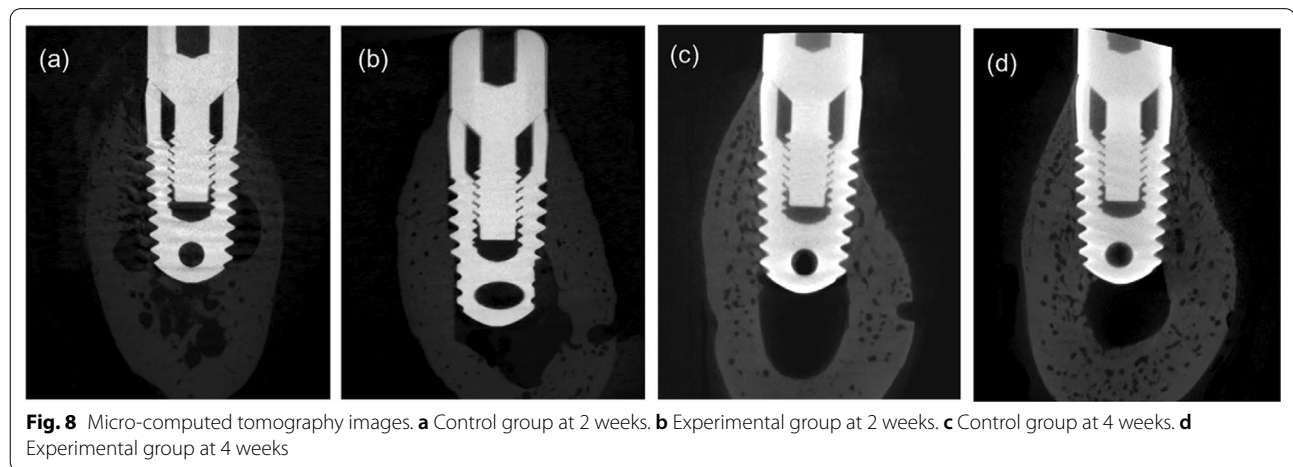 (a)
(b)
(c)
(d)
Fig. 8 Micro-computed tomography images. a Control group at 2 weeks. b Experimental group at 2 weeks. c Control group at 4 weeks. d
Experimental group at 4 weeks